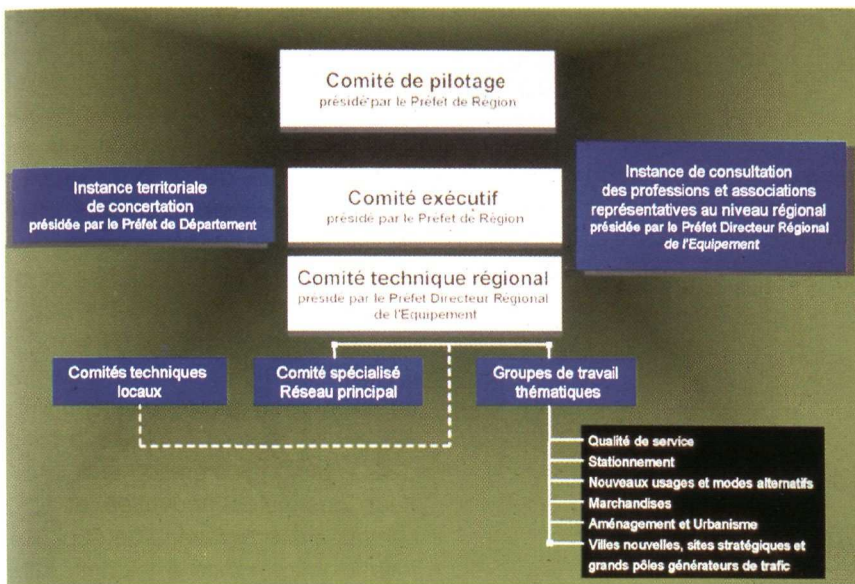 Comité de pilotage
présidé par le Préfet de Région
Instance territoriale
de concertation
présidée par le Préfet de Département
Comité exécutif
présidé par le Préfet de Région
Instance de consultation
des professions et associations
représentatives au niveau régional
présidée par le Préfet Directeur Régional
de l'Equipement
Comité technique régional
présidé par le Préfet Directeur Régional
de l'Equipement
Comités techniques
locaux
Comité spécialisé
Réseau principal
Groupes de travail
thématiques
Qualité de service
Stationnement
Nouveaux usages et modes alternatifs
Marchandises
Aménagement et Urbanisme
Villes nouvelles, sites stratégiques et
grands pôles générateurs de trafic